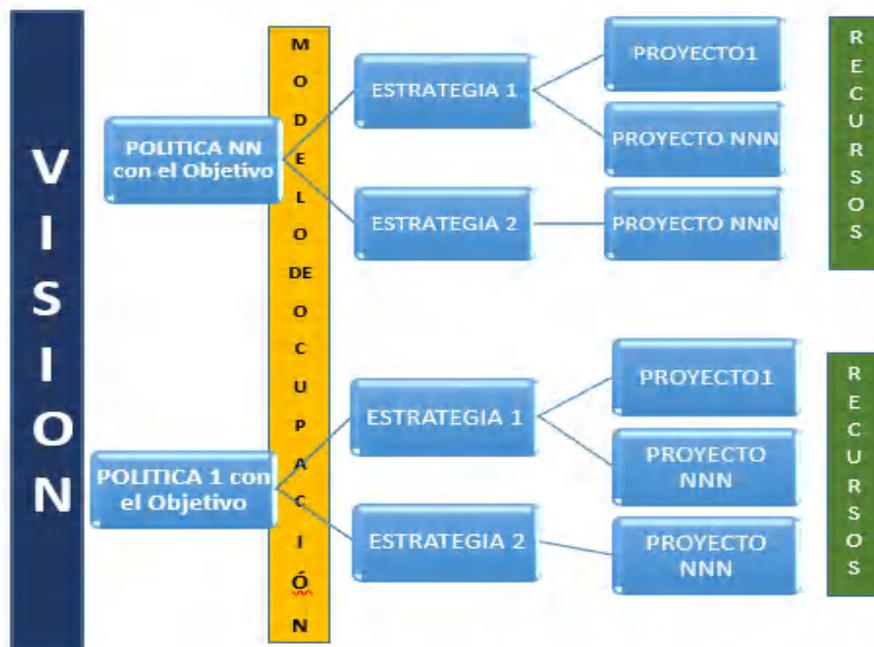 VISION
POLITICA NN
con el Objetivo
MODELO DE OCUPACIÓN
ESTRATEGIA 1
PROYECTO1
PROYECTO NNN
ESTRATEGIA 2
PROYECTO NNN
RECURSOS
POLITICA 1 con
el Objetivo
ESTRATEGIA 1
PROYECTO1
PROYECTO
NNN
ESTRATEGIA 2
PROYECTO
NNN
RECURSOS